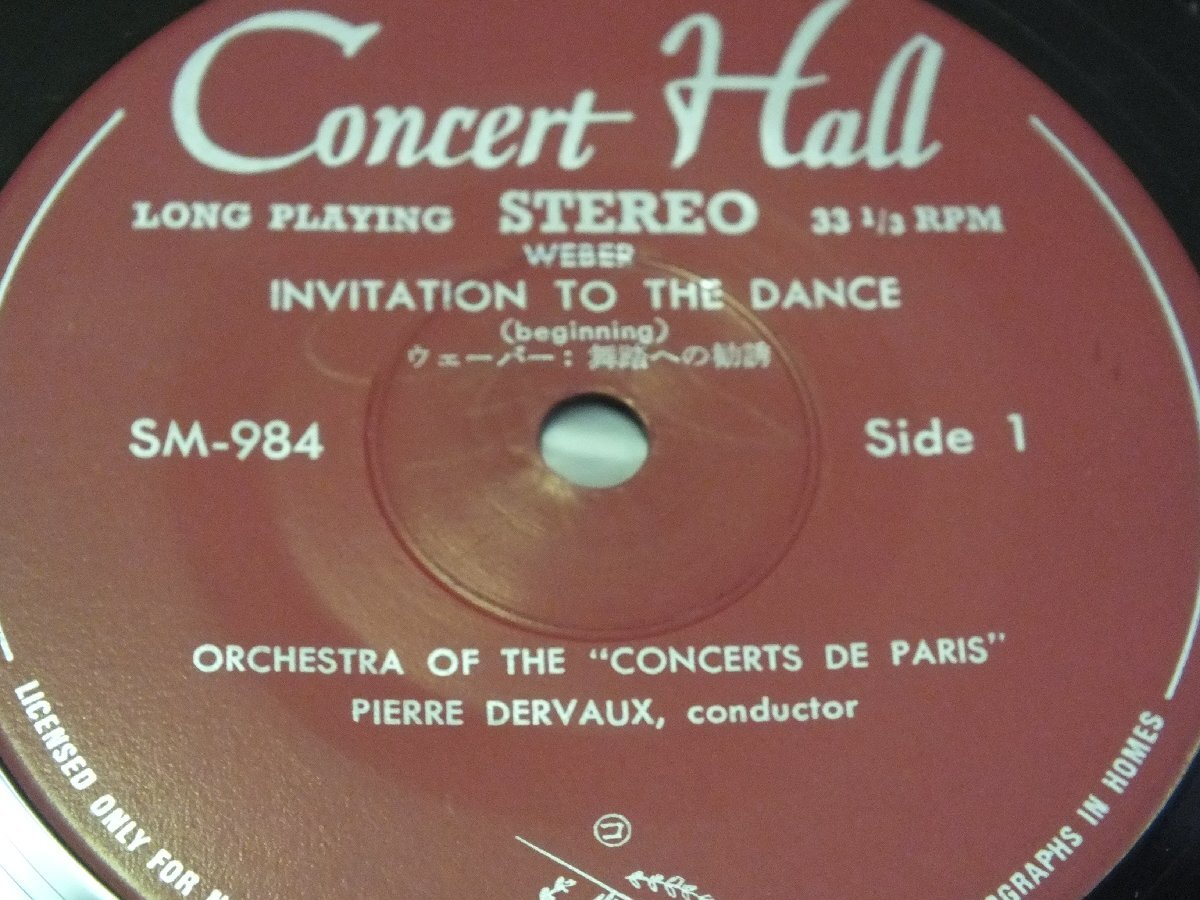 Concert Hall
LONG PLAYING STEREO 33 1/3 RPM
WEBER
INVITATION TO THE DANCE
(beginning)
ウェーバー: 舞踏への勧誘
SM-984 Side 1
ORCHESTRA OF THE "CONCERTS DE PARIS"
PIERRE DERVAUX, conductor
コ
LICENSED ONLY FOR
IN HOMES